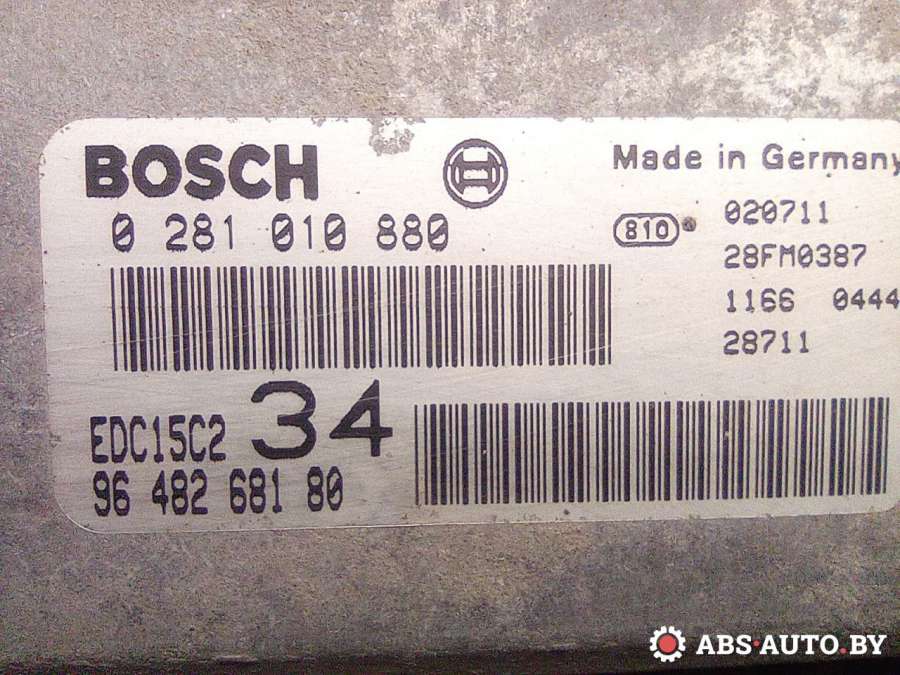 BOSCH
0 281 010 880
Made in Germany
810
020711
28FM0387
1166 0444
28711
EDC15C2 34
96 482 681 80
ABS-AUTO.BY